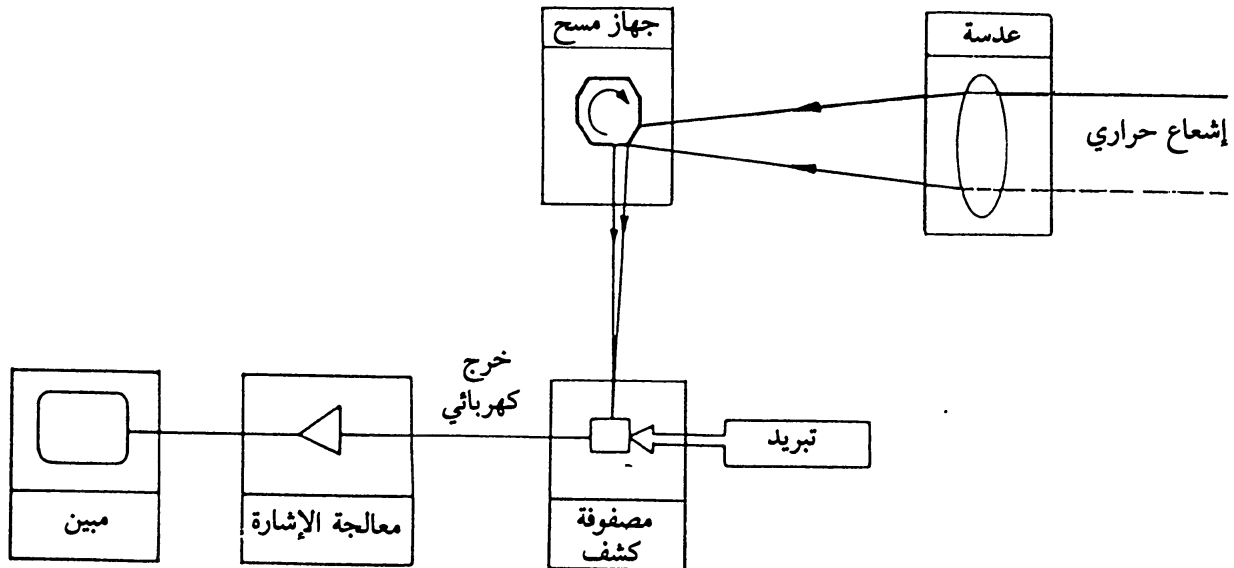 عدسة
جهاز مسح
إشعاع حراري
خرج
كهربائي
تبريد
مصفوفة
كشف
معالجة الإشارة
مبين